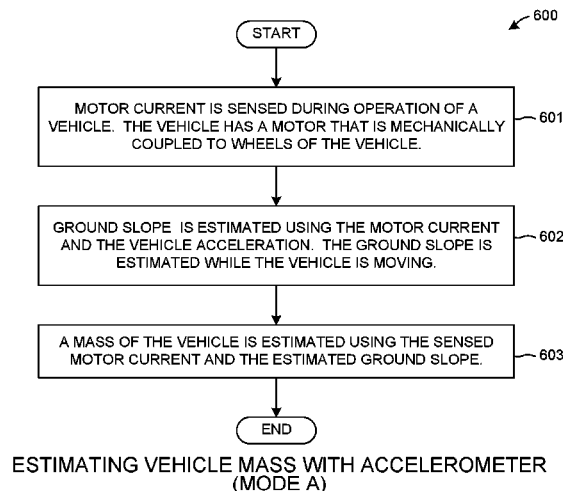 START
600
MOTOR CURRENT IS SENSED DURING OPERATION OF A
VEHICLE. THE VEHICLE HAS A MOTOR THAT IS MECHANICALLY
COUPLED TO WHEELS OF THE VEHICLE.
601
GROUND SLOPE IS ESTIMATED USING THE MOTOR CURRENT
AND THE VEHICLE ACCELERATION. THE GROUND SLOPE IS
ESTIMATED WHILE THE VEHICLE IS MOVING.
602
A MASS OF THE VEHICLE IS ESTIMATED USING THE SENSED
MOTOR CURRENT AND THE ESTIMATED GROUND SLOPE.
603
END
ESTIMATING VEHICLE MASS WITH ACCELEROMETER
(MODE A)